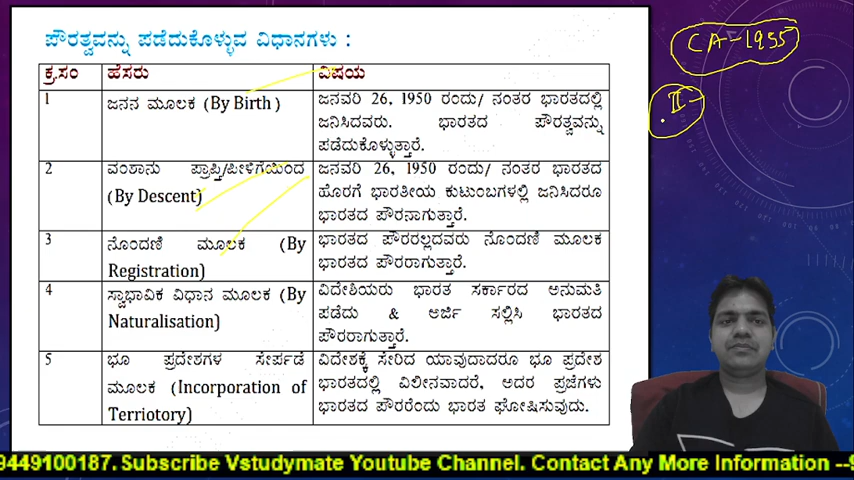 ಪೌರತ್ವವನ್ನು ಪಡೆದುಕೊಳ್ಳುವ ವಿಧಾನಗಳು :
CA-1955
ಕ್ರ.ಸಂ ಹೆಸರು ವಿಷಯ
II-
1 ಜನನ ಮೂಲಕ (By Birth) ಜನವರಿ 26, 1950 ರಂದು/ ನಂತರ ಭಾರತದಲ್ಲಿ
ಜನಿಸಿದವರು. ಭಾರತದ ಪೌರತ್ವವನ್ನು
ಪಡೆದುಕೊಳ್ಳುತ್ತಾರೆ.
2 ವಂಶಾನು ಪ್ರಾಪ್ತಿ/ಪೀಳಿಗೆಯಿಂದ ಜನವರಿ 26, 1950 ರಂದು/ ನಂತರ ಭಾರತದ
(By Descent) ಹೊರಗೆ ಭಾರತೀಯ ಕುಟುಂಬಗಳಲ್ಲಿ ಜನಿಸಿದರೂ
ಭಾರತದ ಪೌರನಾಗುತ್ತಾರೆ.
3 ನೊಂದಣಿ ಮೂಲಕ (By ಭಾರತದ ಪೌರರಲ್ಲದವರು ನೊಂದಣಿ ಮೂಲಕ
Registration) ಭಾರತದ ಪೌರರಾಗುತ್ತಾರೆ.
4 ಸ್ವಾಭಾವಿಕ ವಿಧಾನ ಮೂಲಕ (By ವಿದೇಶಿಯರು ಭಾರತ ಸರ್ಕಾರದ ಅನುಮತಿ
Naturalisation) ಪಡೆದು & ಅರ್ಜಿ ಸಲ್ಲಿಸಿ ಭಾರತದ
ಪೌರರಾಗುತ್ತಾರೆ.
5 ಭೂ ಪ್ರದೇಶಗಳ ಸೇರ್ಪಡೆ ವಿದೇಶಕ್ಕೆ ಸೇರಿದ ಯಾವುದಾದರೂ ಭೂ ಪ್ರದೇಶ
ಮೂಲಕ (Incorporation of ಭಾರತದಲ್ಲಿ ವಿಲೀನವಾದರೆ, ಅದರ ಪ್ರಜೆಗಳು
Terriotory) ಭಾರತದ ಪೌರರೆಂದು ಭಾರತ ಘೋಷಿಸುವುದು.
9449100187. Subscribe Vstudymate Youtube Channel. Contact Any More Information --9